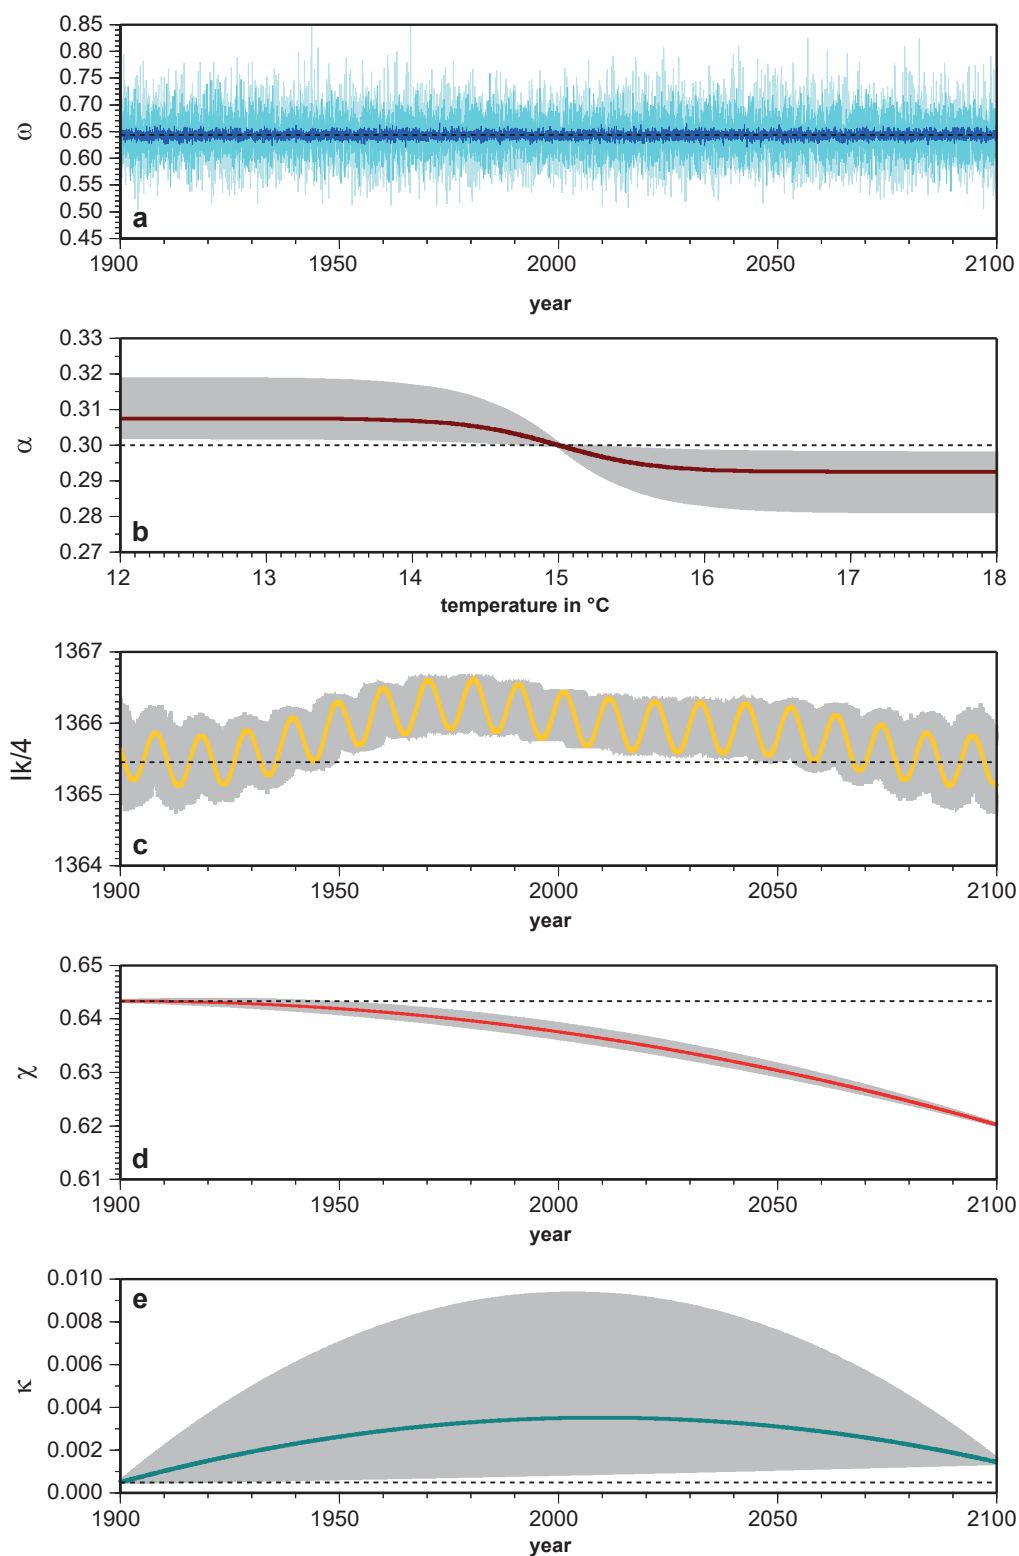 0.85
0.80
0.75
0.70
0.65
0.60
0.55
0.50
0.45
ω
a
1900 1950 2000 2050 2100
year
0.33
0.32
0.31
0.30
0.29
0.28
0.27
α
b
12 13 14 15 16 17 18
temperature in °C
1367
1366
1365
1364
Ik/4
c
1900 1950 2000 2050 2100
year
0.65
0.64
0.63
0.62
0.61
χ
d
1900 1950 2000 2050 2100
year
0.010
0.008
0.006
0.004
0.002
0.000
κ
e
1900 1950 2000 2050 2100
year